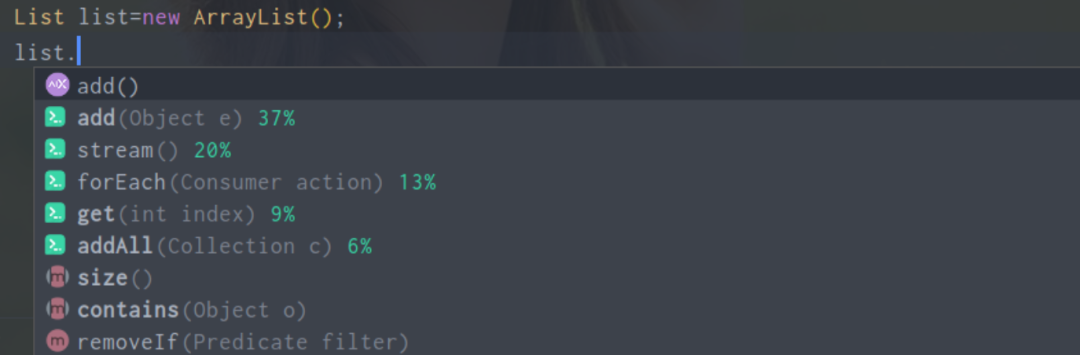 List list=new ArrayList();
list.
add()
add(Object e) 37%
stream() 20%
forEach(Consumer action) 13%
get(int index) 9%
addAll(Collection c) 6%
size()
contains(Object o)
removeIf(Predicate filter)